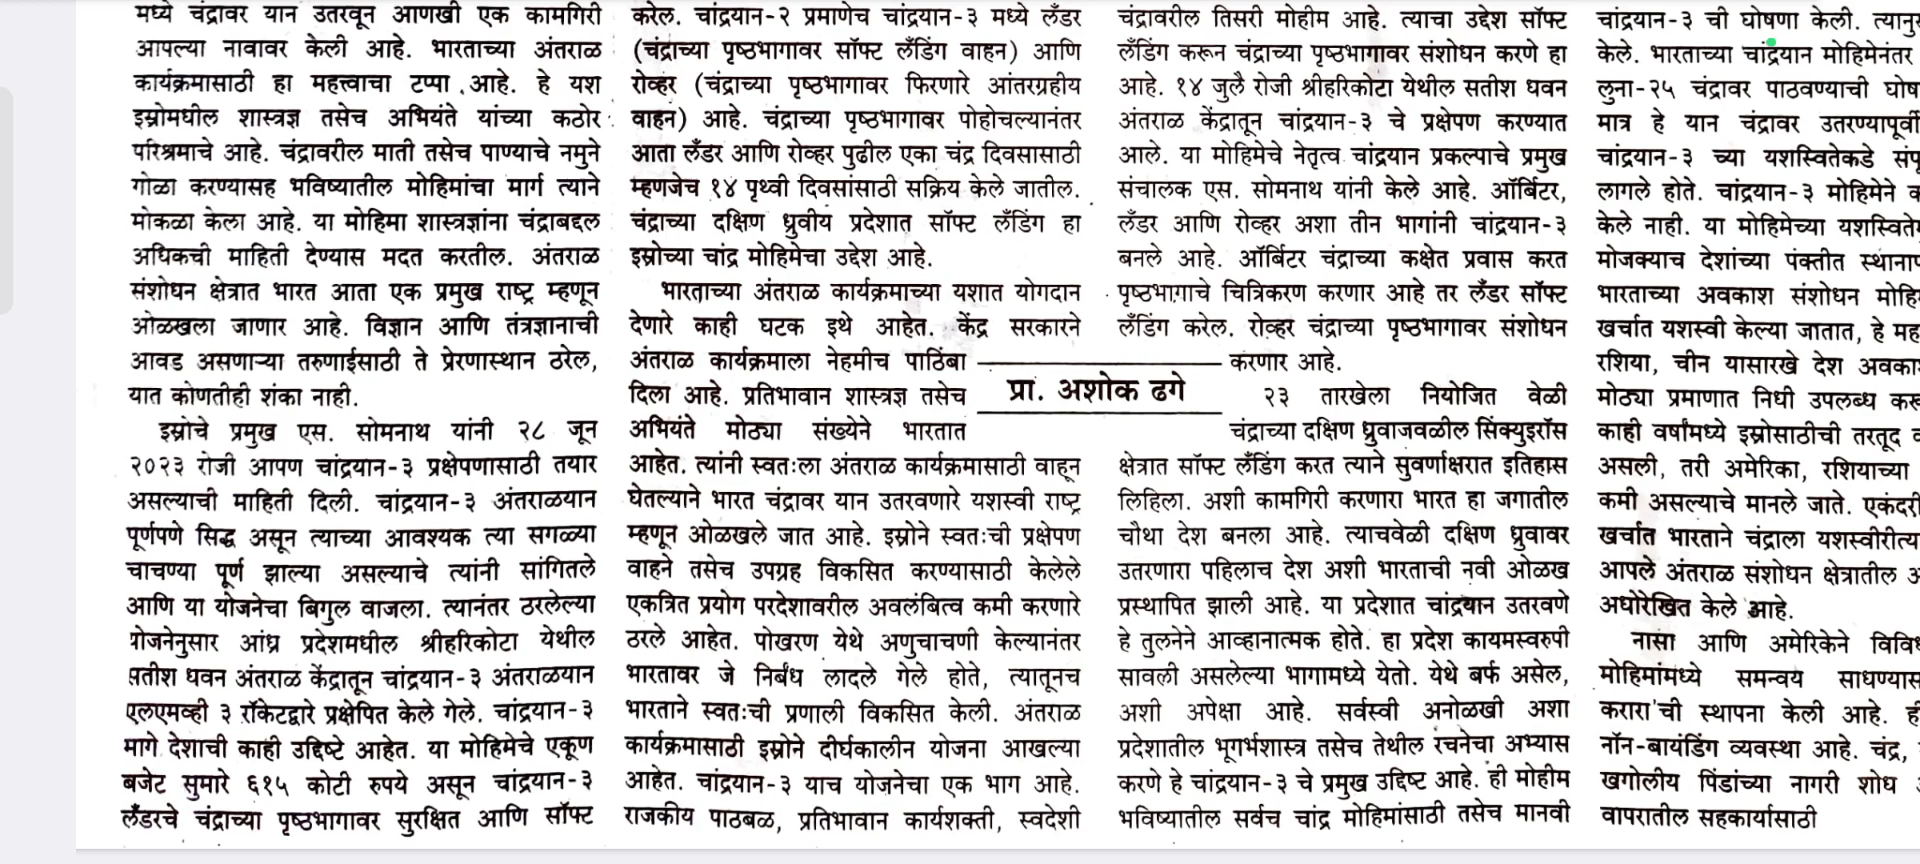 मध्ये चंद्रावर यान उतरवून आणखी एक कामगिरी
आपल्या नावावर केली आहे. भारताच्या अंतराळ
कार्यक्रमासाठी हा महत्त्वाचा टप्पा आहे. हे यश
इस्रोमधील शास्त्रज्ञ तसेच अभियंते यांच्या कठोर
परिश्रमाचे आहे. चंद्रावरील माती तसेच पाण्याचे नमुने
गोळा करण्यासह भविष्यातील मोहिमांचा मार्ग त्याने
मोकळा केला आहे. या मोहिमा शास्त्रज्ञांना चंद्राबद्दल
अधिकची माहिती देण्यास मदत करतील. अंतराळ
संशोधन क्षेत्रात भारत आता एक प्रमुख राष्ट्र म्हणून
ओळखला जाणार आहे. विज्ञान आणि तंत्रज्ञानाची
आवड असणाऱ्या तरुणाईसाठी ते प्रेरणास्थान ठरेल,
यात कोणतीही शंका नाही.
इस्रोचे प्रमुख एस. सोमनाथ यांनी २८ जून
२०२३ रोजी आपण चांद्रयान-३ प्रक्षेपणासाठी तयार
असल्याची माहिती दिली. चांद्रयान-३ अंतराळयान
पूर्णपणे सिद्ध असून त्याच्या आवश्यक त्या सगळ्या
चाचण्या पूर्ण झाल्या असल्याचे त्यांनी सांगितले
आणि या योजनेचा बिगुल वाजला. त्यानंतर ठरलेल्या
योजनेनुसार आंध्र प्रदेशमधील श्रीहरिकोटा येथील
सतीश धवन अंतराळ केंद्रातून चांद्रयान-३ अंतराळयान
एलएमव्ही ३ रॉकेटद्वारे प्रक्षेपित केले गेले. चांद्रयान-३
मागे देशाची काही उद्दिष्टे आहेत. या मोहिमेचे एकूण
बजेट सुमारे ६१५ कोटी रुपये असून चांद्रयान-३
लँडरचे चंद्राच्या पृष्ठभागावर सुरक्षित आणि सॉफ्ट
करेल. चांद्रयान-२ प्रमाणेच चांद्रयान-३ मध्ये लँडर
(चंद्राच्या पृष्ठभागावर सॉफ्ट लँडिंग वाहन) आणि
रोव्हर (चंद्राच्या पृष्ठभागावर फिरणारे आंतरग्रहीय
वाहन) आहे. चंद्राच्या पृष्ठभागावर पोहोचल्यानंतर
आता लँडर आणि रोव्हर पुढील एका चंद्र दिवसासाठी
म्हणजेच १४ पृथ्वी दिवसांसाठी सक्रिय केले जातील.
चंद्राच्या दक्षिण ध्रुवीय प्रदेशात सॉफ्ट लँडिंग हा
इस्रोच्या चांद्र मोहिमेचा उद्देश आहे.
भारताच्या अंतराळ कार्यक्रमाच्या यशात योगदान
देणारे काही घटक इथे आहेत. केंद्र सरकारने
अंतराळ कार्यक्रमाला नेहमीच पाठिंबा
दिला आहे. प्रतिभावान शास्त्रज्ञ तसेच
अभियंते मोठ्या संख्येने भारतात
आहेत. त्यांनी स्वतःला अंतराळ कार्यक्रमासाठी वाहून
घेतल्याने भारत चंद्रावर यान उतरवणारे यशस्वी राष्ट्र
म्हणून ओळखले जात आहे. इस्रोने स्वतःची प्रक्षेपण
वाहने तसेच उपग्रह विकसित करण्यासाठी केलेले
एकत्रित प्रयोग परदेशावरील अवलंबित्व कमी करणारे
ठरले आहेत. पोखरण येथे अणुचाचणी केल्यानंतर
भारतावर जे निर्बंध लादले गेले होते, त्यातूनच
भारताने स्वतःची प्रणाली विकसित केली. अंतराळ
कार्यक्रमासाठी इस्रोने दीर्घकालीन योजना आखल्या
आहेत. चांद्रयान-३ याच योजनेचा एक भाग आहे.
राजकीय पाठबळ, प्रतिभावान कार्यशक्ती, स्वदेशी
प्रा. अशोक ढगे
चंद्रावरील तिसरी मोहीम आहे. त्याचा उद्देश सॉफ्ट
लँडिंग करून चंद्राच्या पृष्ठभागावर संशोधन करणे हा
आहे. १४ जुलै रोजी श्रीहरिकोटा येथील सतीश धवन
अंतराळ केंद्रातून चांद्रयान-३ चे प्रक्षेपण करण्यात
आले. या मोहिमेचे नेतृत्व चांद्रयान प्रकल्पाचे प्रमुख
संचालक एस. सोमनाथ यांनी केले आहे. ऑर्बिटर,
लँडर आणि रोव्हर अशा तीन भागांनी चांद्रयान-३
बनले आहे. ऑर्बिटर चंद्राच्या कक्षेत प्रवास करत
पृष्ठभागाचे चित्रिकरण करणार आहे तर लँडर सॉफ्ट
लँडिंग करेल. रोव्हर चंद्राच्या पृष्ठभागावर संशोधन
करणार आहे.
२३ तारखेला नियोजित वेळी
चंद्राच्या दक्षिण ध्रुवाजवळील सिंक्युइरॉस
क्षेत्रात सॉफ्ट लँडिंग करत त्याने सुवर्णाक्षरात इतिहास
लिहिला. अशी कामगिरी करणारा भारत हा जगातील
चौथा देश बनला आहे. त्याचवेळी दक्षिण ध्रुवावर
उतरणारा पहिलाच देश अशी भारताची नवी ओळख
प्रस्थापित झाली आहे. या प्रदेशात चांद्रयान उतरवणे
हे तुलनेने आव्हानात्मक होते. हा प्रदेश कायमस्वरुपी
सावली असलेल्या भागामध्ये येतो. येथे बर्फ असेल,
अशी अपेक्षा आहे. सर्वस्वी अनोळखी अशा
प्रदेशातील भूगर्भशास्त्र तसेच तेथील रचनेचा अभ्यास
करणे हे चांद्रयान-३ चे प्रमुख उद्दिष्ट आहे. ही मोहीम
भविष्यातील सर्वच चांद्र मोहिमांसाठी तसेच मानवी
चांद्रयान-३ ची घोषणा केली.
केले. भारताच्या चांद्रयान मोहिमेनंतर
लुना-२५ चंद्रावर पाठवण्याची
मात्र हे यान चंद्रावर उतरण्यापूर्वी
चांद्रयान-३ च्या यशस्वितेकडे
लागले होते. चांद्रयान-३ मोहिमेने
केले नाही. या मोहिमेच्या
मोजक्याच देशांच्या पंक्तीत
भारताच्या अवकाश संशोधन
खर्चात यशस्वी केल्या जातात, हे
रशिया, चीन यासारखे देश
मोठ्या प्रमाणात निधी उपलब्ध
काही वर्षांमध्ये इस्रोसाठीची तरतूद
असली, तरी अमेरिका, रशियाच्या
कमी असल्याचे मानले जाते.
खर्चात भारताने चंद्राला
आपले अंतराळ संशोधन क्षेत्रातील
अधोरेखित केले आहे.
नासा आणि अमेरिकेने
मोहिमांमध्ये समन्वय
करारा'ची स्थापना केली आहे.
नॉन-बायंडिंग व्यवस्था आहे. चंद्र,
खगोलीय पिंडांच्या नागरी शोध
वापरातील सहकार्यासाठी